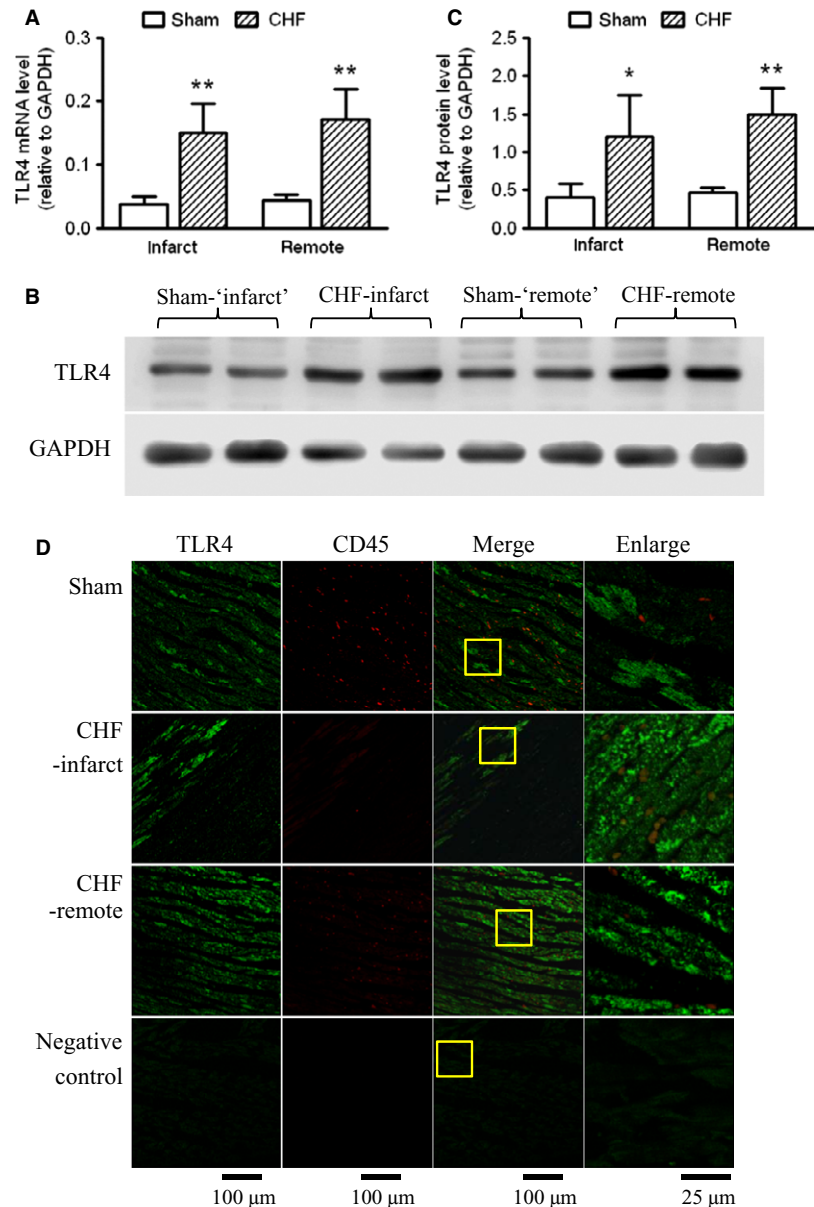 A
Sham CHF
TLR4 mRNA level
(relative to GAPDH)
0.3
0.2
0.1
0.0
** **
Infarct Remote
C
Sham CHF
TLR4 protein level
(relative to GAPDH)
2.5
2.0
1.5
1.0
0.5
0.0
* **
Infarct Remote
B
Sham-‘infarct’ CHF-infarct Sham-‘remote’ CHF-remote
TLR4
GAPDH
D
TLR4 CD45 Merge Enlarge
Sham
CHF
-infarct
CHF
-remote
Negative
control
100 μm 100 μm 100 μm 25 μm